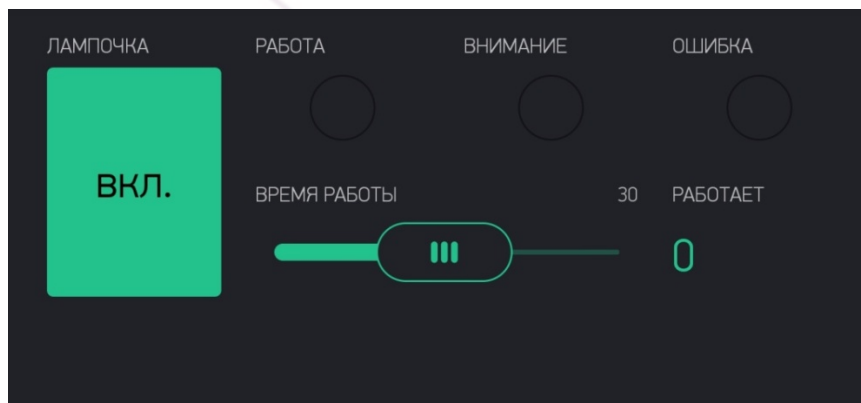 ЛАМПОЧКА
РАБОТА
ВНИМАНИЕ
ОШИБКА
ВКЛ.
ВРЕМЯ РАБОТЫ
30
РАБОТАЕТ
0